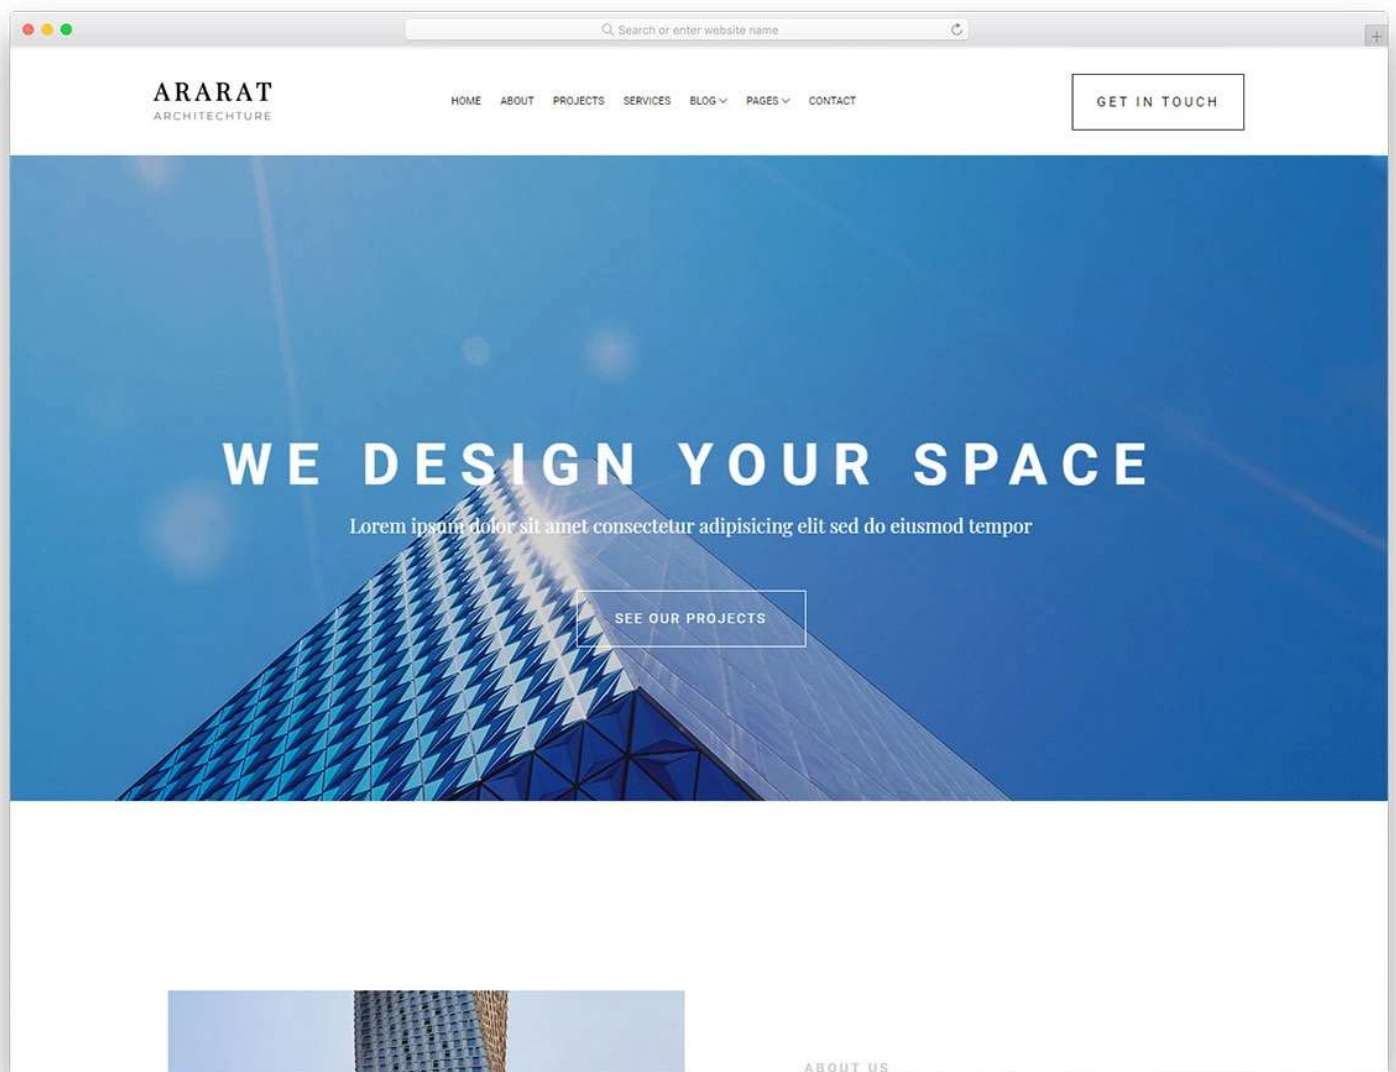 Search or enter website name
ARARAT
ARCHITECHTURE
HOME ABOUT PROJECTS SERVICES BLOG PAGES CONTACT
GET IN TOUCH
WE DESIGN YOUR SPACE
Lorem ipsum dolor sit amet consectetur adipisicing elit sed do eiusmod tempor
SEE OUR PROJECTS
ABOUT US